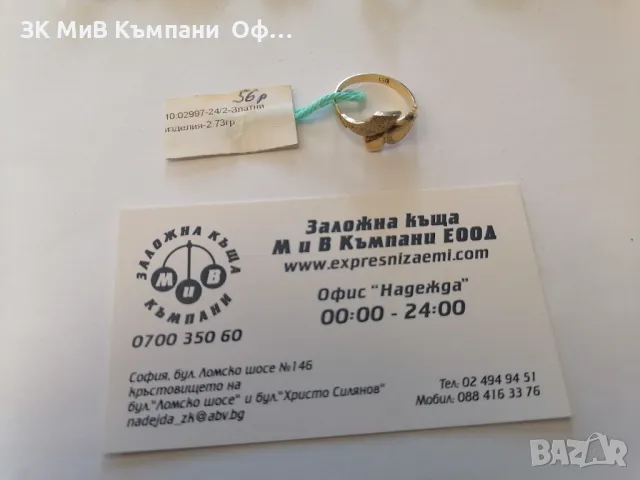 ЗК МиВ Къмпани Оф...
56р
10.02997-24/2-Златни
изделия-2.73гр
ЗАЛОЖНА КЪЩА
М и В
КЪМПАНИ
0700 350 60
Заложна къща
М и В Къмпани ЕООД
www.expresnizaemi.com
Офис "Надежда"
00:00 - 24:00
София, бул. Ломско шосе №146
кръстовището на
бул."Ломско шосе" и бул."Христо Силянов"
nadejda_zk@abv.bg
Тел: 02 494 94 51
Мобил: 088 416 33 76
BAZAR